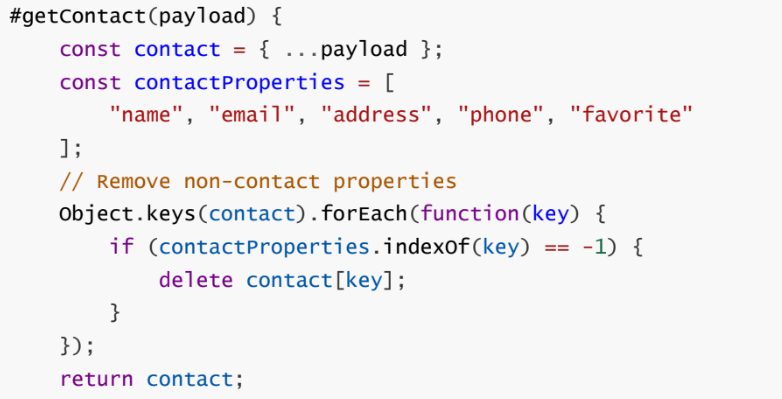 #getContact(payload) {
    const contact = { ...payload };
    const contactProperties = [
        "name", "email", "address", "phone", "favorite"
    ];
    // Remove non-contact properties
    Object.keys(contact).forEach(function(key) {
        if (contactProperties.indexOf(key) == -1) {
            delete contact[key];
        }
    });
    return contact;